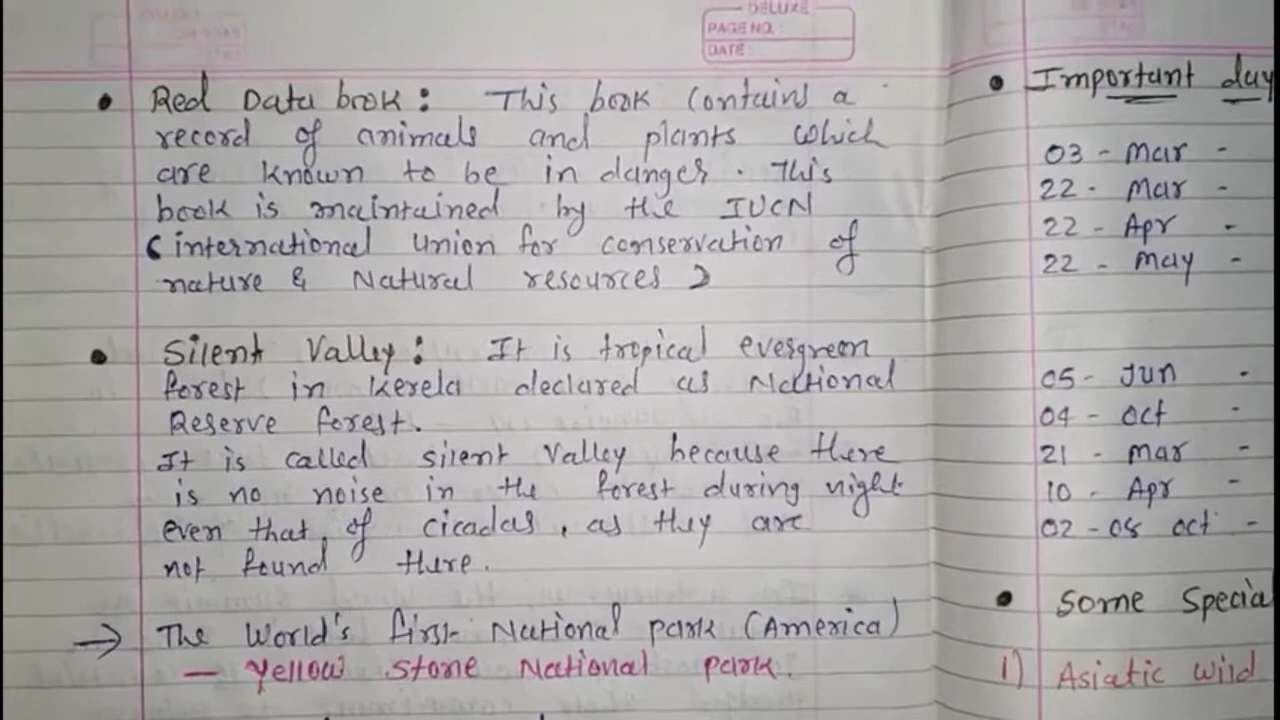 DELUXE
PAGE NO.
DATE
• Red Data book : This book Contains a
record of animals and plants which
are known to be in danger. This
book is maintained by the IUCN
( international union for conservation of
nature & Natural resources )
• Silent Valley : It is tropical evergreen
forest in Kerela declared as National
Reserve forest.
It is called silent Valley because there
is no noise in the forest during night
even that of cicadas, as they are
not found there.
→ The World's first National park (America)
— Yellow stone National park.
• Important day
03 - Mar -
22 - Mar -
22 - Apr -
22 - May -
05 - Jun -
04 - Oct -
21 - Mar -
10 - Apr -
02 - 08 Oct -
• Some Specia
1) Asiatic Wild